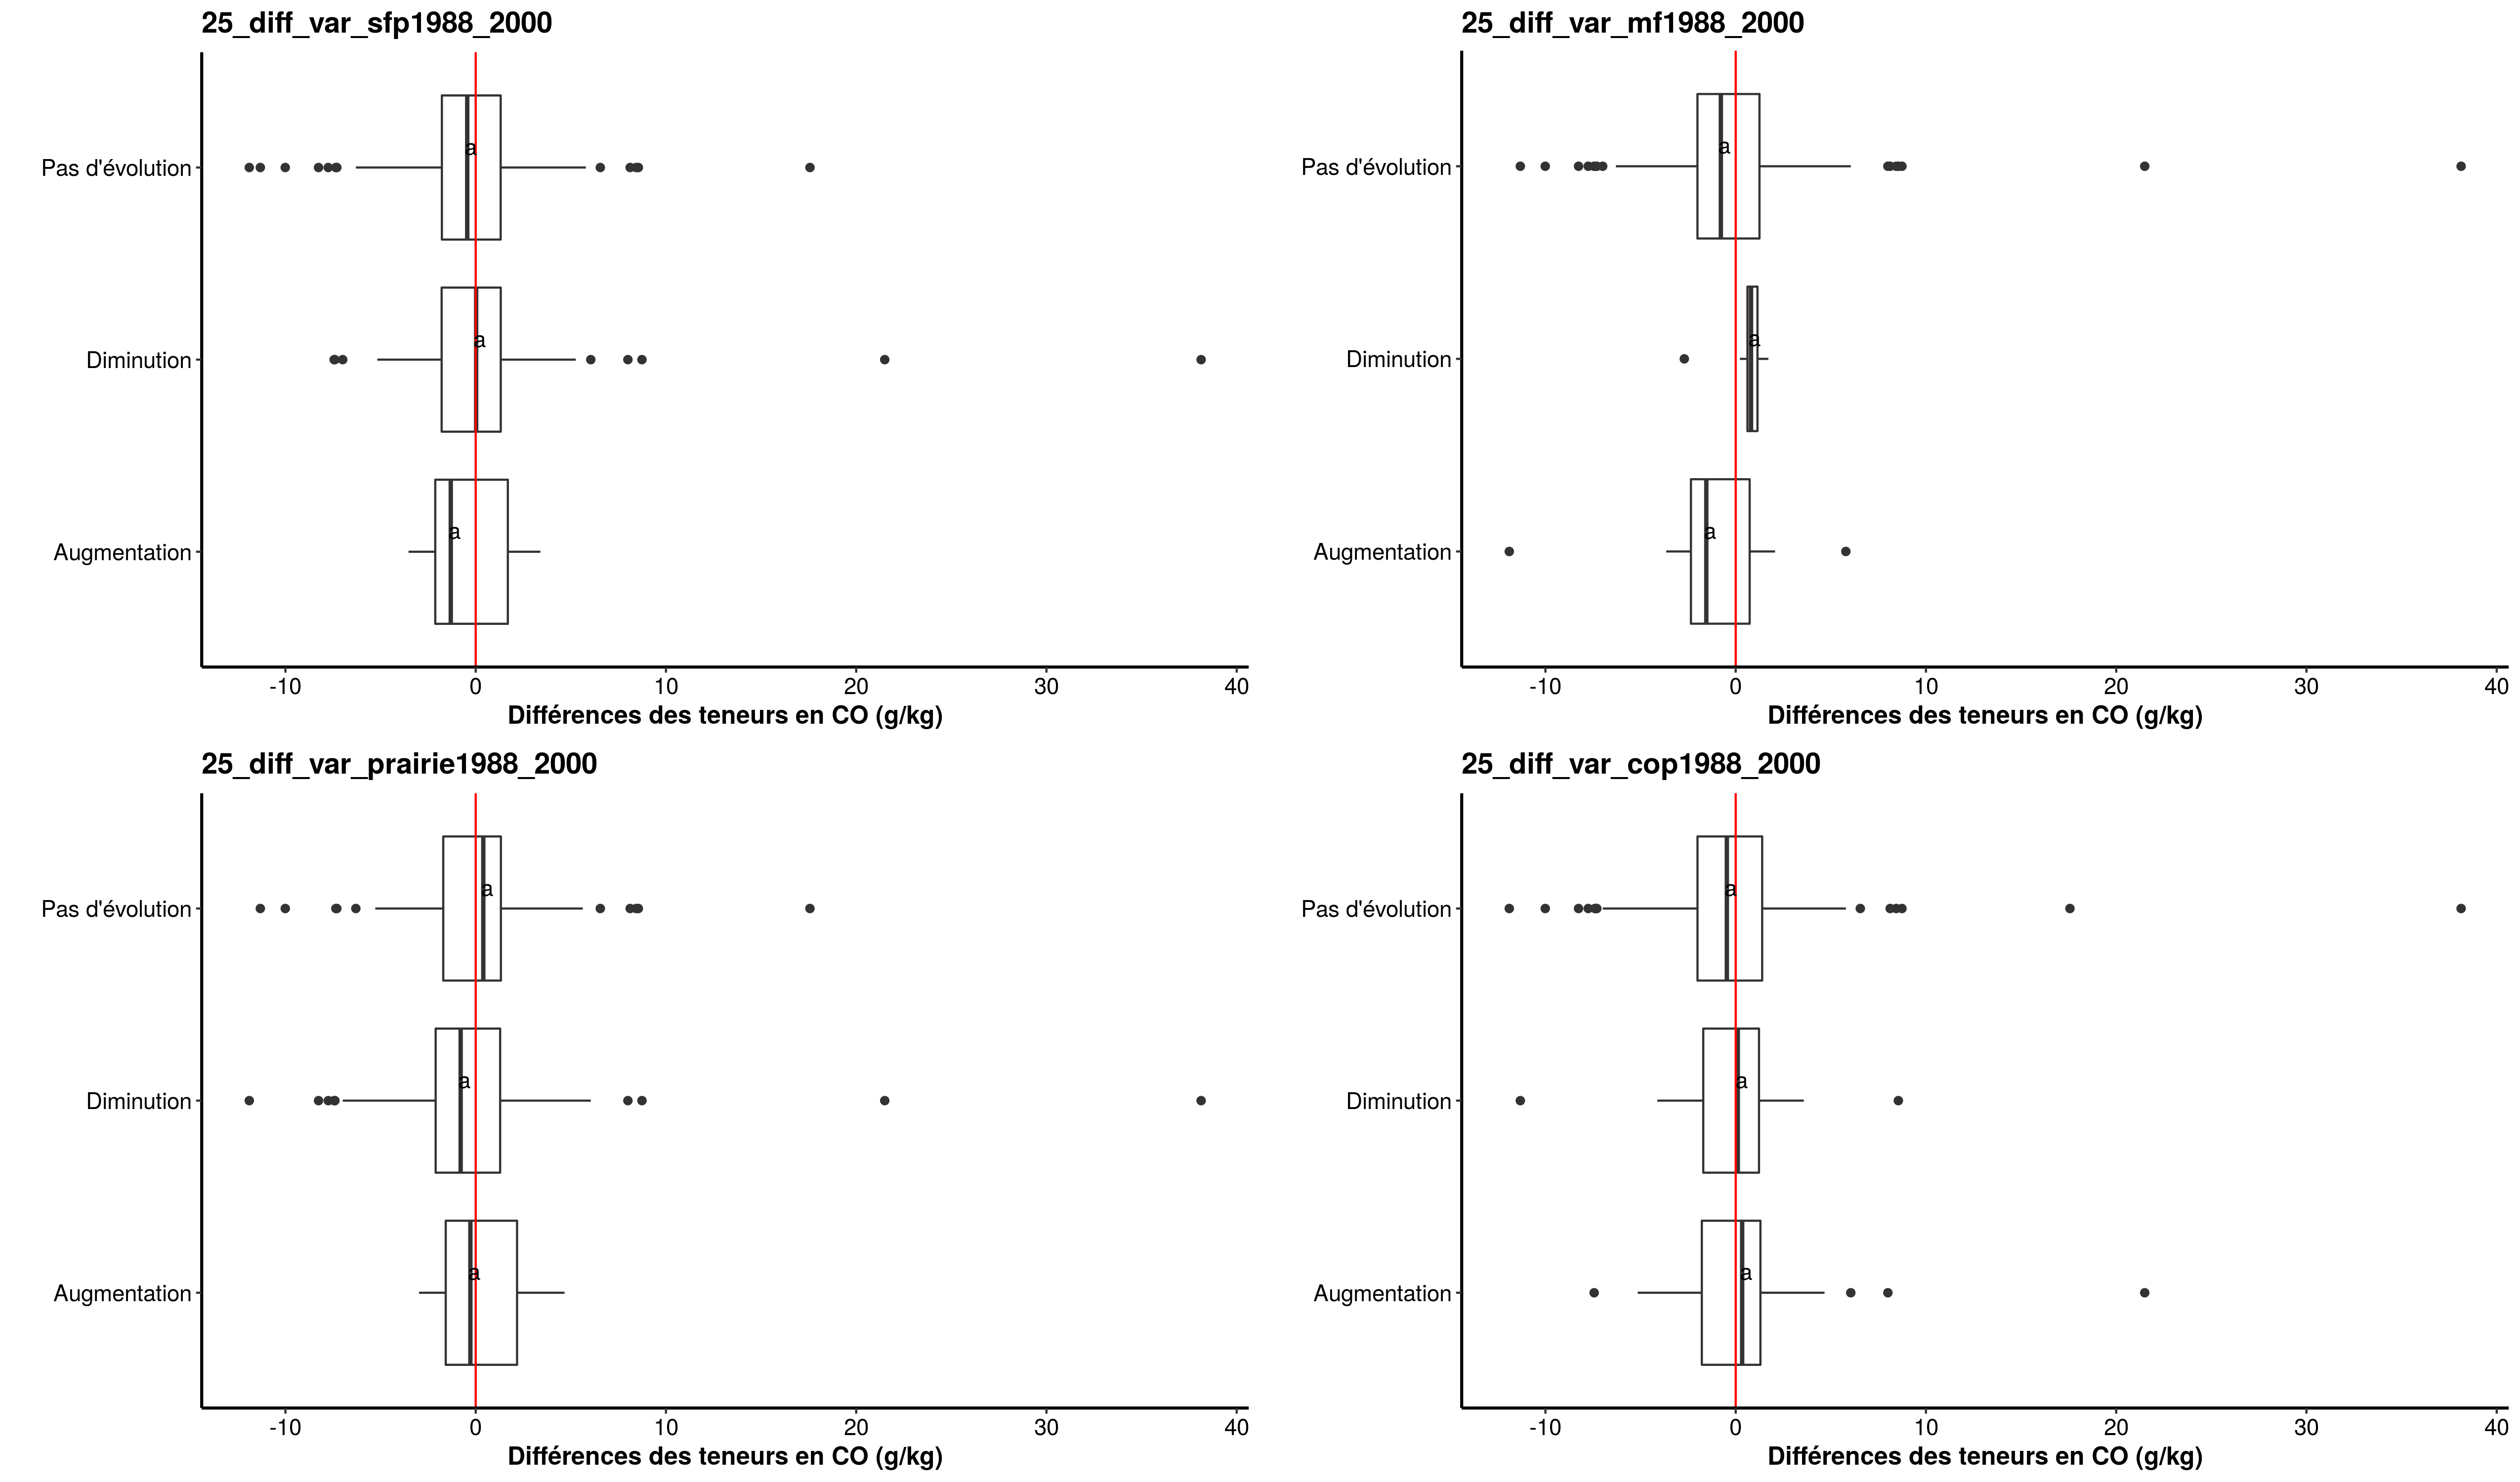 25_diff_var_sfp1988_2000
Pas d'évolution
a
Diminution
a
Augmentation
a
-10 0 10 20 30 40
Différences des teneurs en CO (g/kg)
25_diff_var_mf1988_2000
Pas d'évolution
a
Diminution
a
Augmentation
a
-10 0 10 20 30 40
Différences des teneurs en CO (g/kg)
25_diff_var_prairie1988_2000
Pas d'évolution
a
Diminution
a
Augmentation
a
-10 0 10 20 30 40
Différences des teneurs en CO (g/kg)
25_diff_var_cop1988_2000
Pas d'évolution
a
Diminution
a
Augmentation
a
-10 0 10 20 30 40
Différences des teneurs en CO (g/kg)